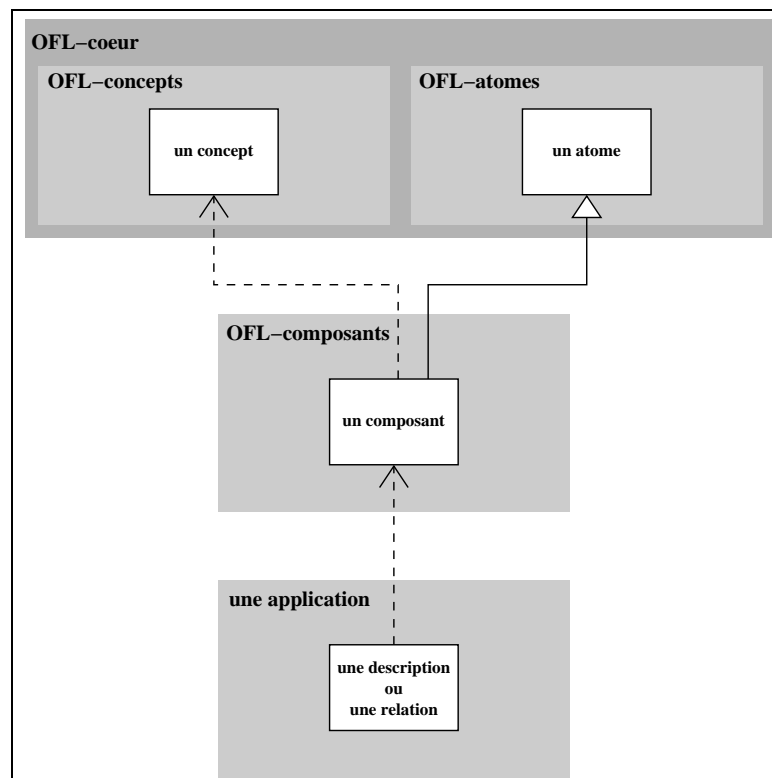 OFL−coeur
OFL−concepts
OFL−atomes
un concept
un atome
OFL−composants
un composant
une application
une description
ou
une relation